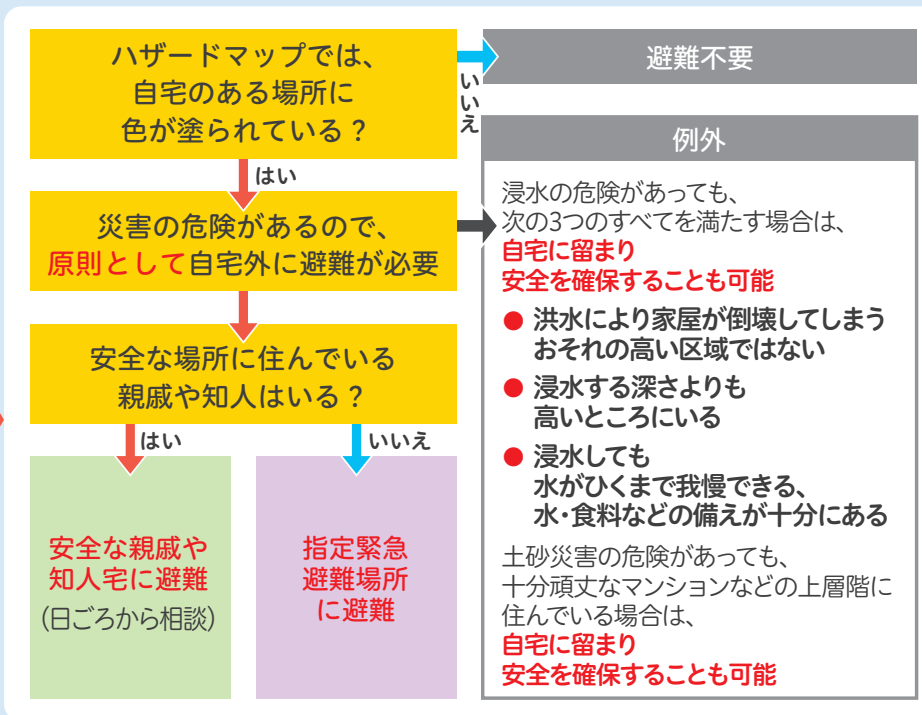 ハザードマップでは、
自宅のある場所に
色が塗られている？
いいえ
避難不要
はい
災害の危険があるので、
原則として自宅外に避難が必要
例外
浸水の危険があっても、
次の3つのすべてを満たす場合は、
自宅に留まり
安全を確保することも可能
● 洪水により家屋が倒壊してしまう
おそれの高い区域ではない
● 浸水する深さよりも
高いところにいる
● 浸水しても
水がひくまで我慢できる、
水・食料などの備えが十分にある
土砂災害の危険があっても、
十分頑丈なマンションなどの上層階に
住んでいる場合は、
自宅に留まり
安全を確保することも可能
安全な場所に住んでいる
親戚や知人はいる？
はい
いいえ
安全な親戚や
知人宅に避難
(日ごろから相談)
指定緊急
避難場所
に避難